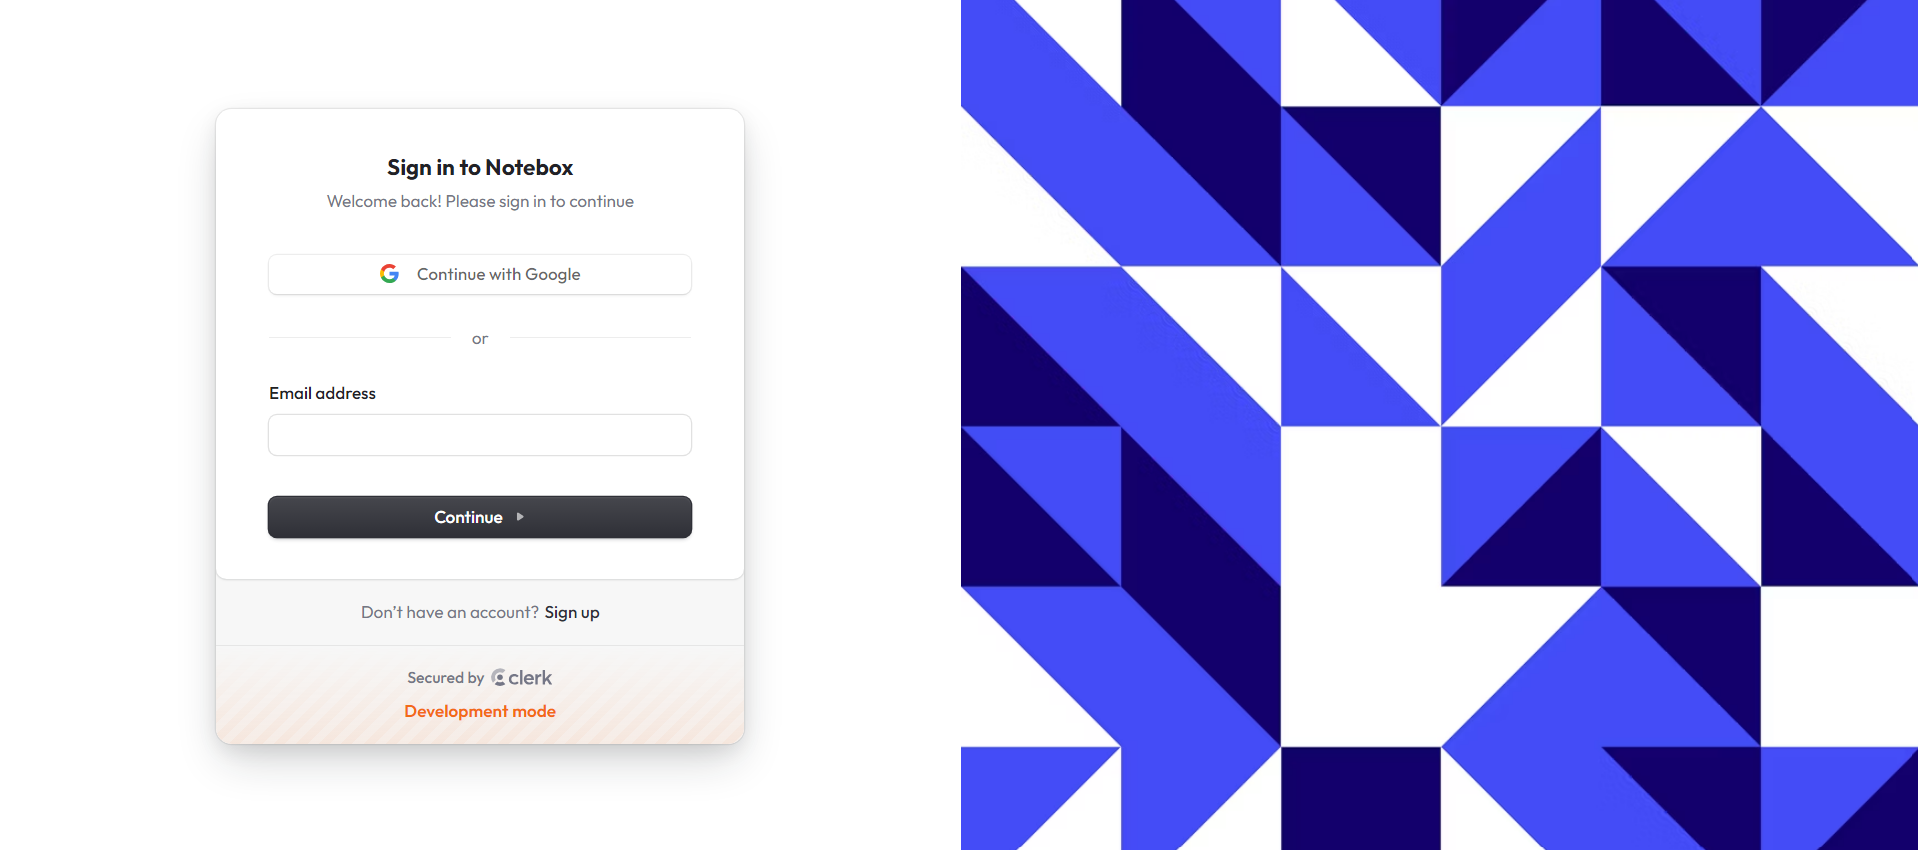 Sign in to Notebox
Welcome back! Please sign in to continue
Continue with Google
or
Email address
Continue
Don’t have an account? Sign up
Secured by clerk
Development mode